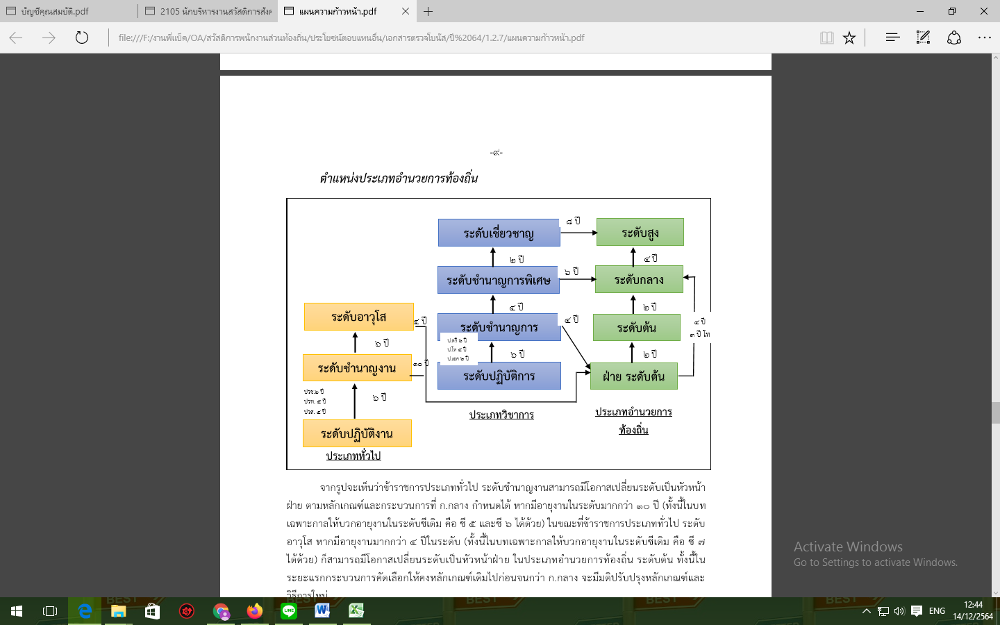 บัญชีคุณสมบัติ.pdf
2105 นักบริหารงานสวัสดิการสังค
แผนความก้าวหน้า.pdf
file:///F:/งานพี่แบ็ค/OA/สวัสดิการพนักงานส่วนท้องถิ่น/ประโยชน์ตอบแทนอื่น/เอกสารตรวจโบนัส/ปี%2064/1.2.7/แผนความก้าวหน้า.pdf
-๙-
ตำแหน่งประเภทอำนวยการท้องถิ่น
ระดับเชี่ยวชาญ
๘ ปี
ระดับสูง
๒ ปี
๔ ปี
ระดับชำนาญการพิเศษ
๖ ปี
ระดับกลาง
๔ ปี
๒ ปี
ระดับอาวุโส
๔ ปี
ระดับชำนาญการ
๔ ปี
ระดับต้น
๔ ปี
๓ ปี โท
๖ ปี
ป.ตรี ๖ ปี
ป.โท ๔ ปี
ป.เอก ๒ ปี
๖ ปี
๒ ปี
ระดับชำนาญงาน
๑๐ ปี
ระดับปฏิบัติการ
ฝ่าย ระดับต้น
ปวช.๖ ปี
ปวท. ๕ ปี
ปวส. ๔ ปี
๖ ปี
ประเภทวิชาการ
ประเภทอำนวยการ
ท้องถิ่น
ระดับปฏิบัติงาน
ประเภททั่วไป
จากรูปจะเห็นว่าข้าราชการประเภททั่วไป ระดับชำนาญงานสามารถมีโอกาสเปลี่ยนระดับเป็นหัวหน้า
ฝ่าย ตามหลักเกณฑ์และกระบวนการที่ ก.กลาง กำหนดได้ หากมีอายุงานในระดับมากกว่า ๑๐ ปี (ทั้งนี้ในบท
เฉพาะกาลให้บวกอายุงานในระดับซีเดิม คือ ซี ๕ และซี ๖ ได้ด้วย) ในขณะที่ข้าราชการประเภททั่วไป ระดับ
อาวุโส หากมีอายุงานมากกว่า ๔ ปีในระดับ (ทั้งนี้ในบทเฉพาะกาลให้บวกอายุงานในระดับซีเดิม คือ ซี ๗
ได้ด้วย) ก็สามารถมีโอกาสเปลี่ยนระดับเป็นหัวหน้าฝ่าย ในประเภทอำนวยการท้องถิ่น ระดับต้น ทั้งนี้ใน
ระยะแรกกระบวนการคัดเลือกให้คงหลักเกณฑ์เดิมไปก่อนจนกว่า ก.กลาง จะมีมติปรับปรุงหลักเกณฑ์และ
วิธีการใหม่
Activate Windows
Go to Settings to activate Windows.
BEST
BEST
BEST
LINE
ENG
12:44
14/12/2564